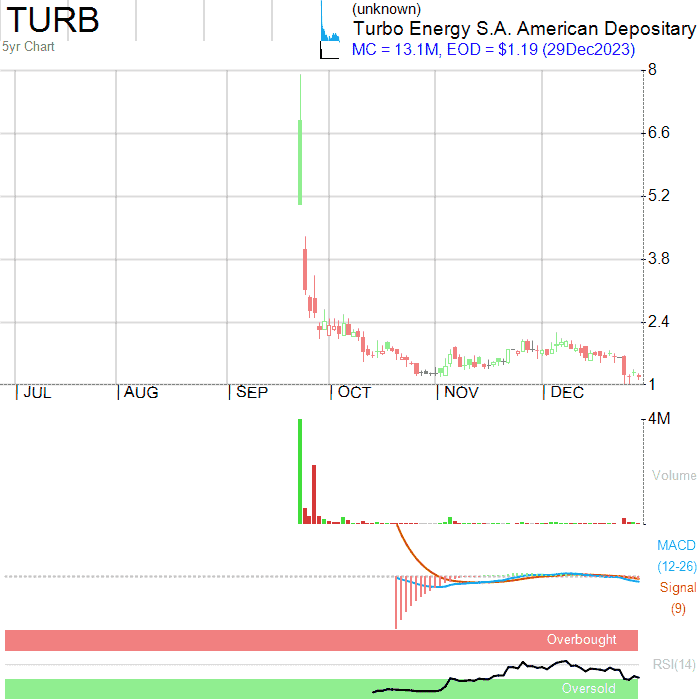 TURB
5yr Chart
(unknown)
Turbo Energy S.A. American Depositary
MC = 13.1M, EOD = $1.19 (29Dec2023)
8
6.6
5.2
3.8
2.4
1
JUL AUG SEP OCT NOV DEC
4M
Volume
MACD
(12-26)
Signal
(9)
Overbought
RSI(14)
Oversold